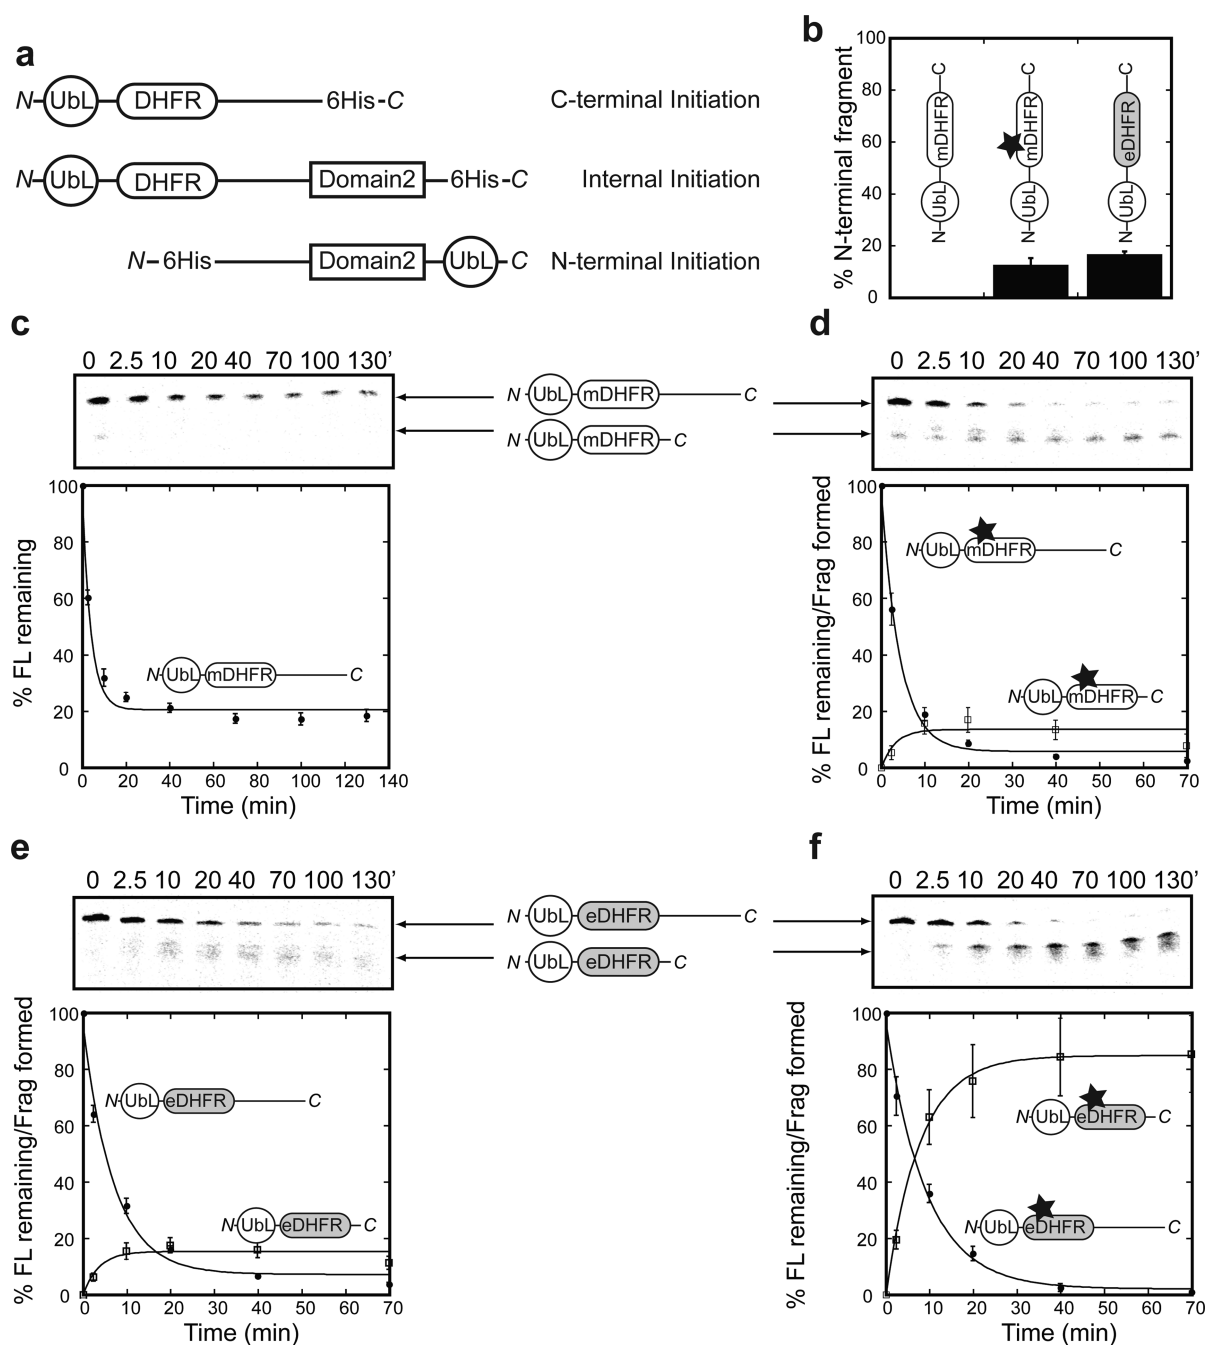 a
N UbL DHFR 6His-C C-terminal Initiation
N UbL DHFR Domain2 6His-C Internal Initiation
N-6His Domain2 UbL C N-terminal Initiation
b
% N-terminal fragment
100
80
60
40
20
0
N-UbL mDHFR C
N-UbL mDHFR C
N-UbL eDHFR C
c
0 2.5 10 20 40 70 100 130'
N UbL mDHFR C
N UbL mDHFR C
% FL remaining
100
80
60
40
20
0
N UbL mDHFR C
0 20 40 60 80 100 120 140
Time (min)
d
0 2.5 10 20 40 70 100 130'
% FL remaining/Frag formed
100
80
60
40
20
0
N UbL mDHFR C
N UbL mDHFR C
0 10 20 30 40 50 60 70
Time (min)
e
0 2.5 10 20 40 70 100 130'
N UbL eDHFR C
N UbL eDHFR C
% FL remaining/Frag formed
100
80
60
40
20
0
N UbL eDHFR C
N UbL eDHFR C
0 10 20 30 40 50 60 70
Time (min)
f
0 2.5 10 20 40 70 100 130'
% FL remaining/Frag formed
100
80
60
40
20
0
N UbL eDHFR C
N UbL eDHFR C
0 10 20 30 40 50 60 70
Time (min)